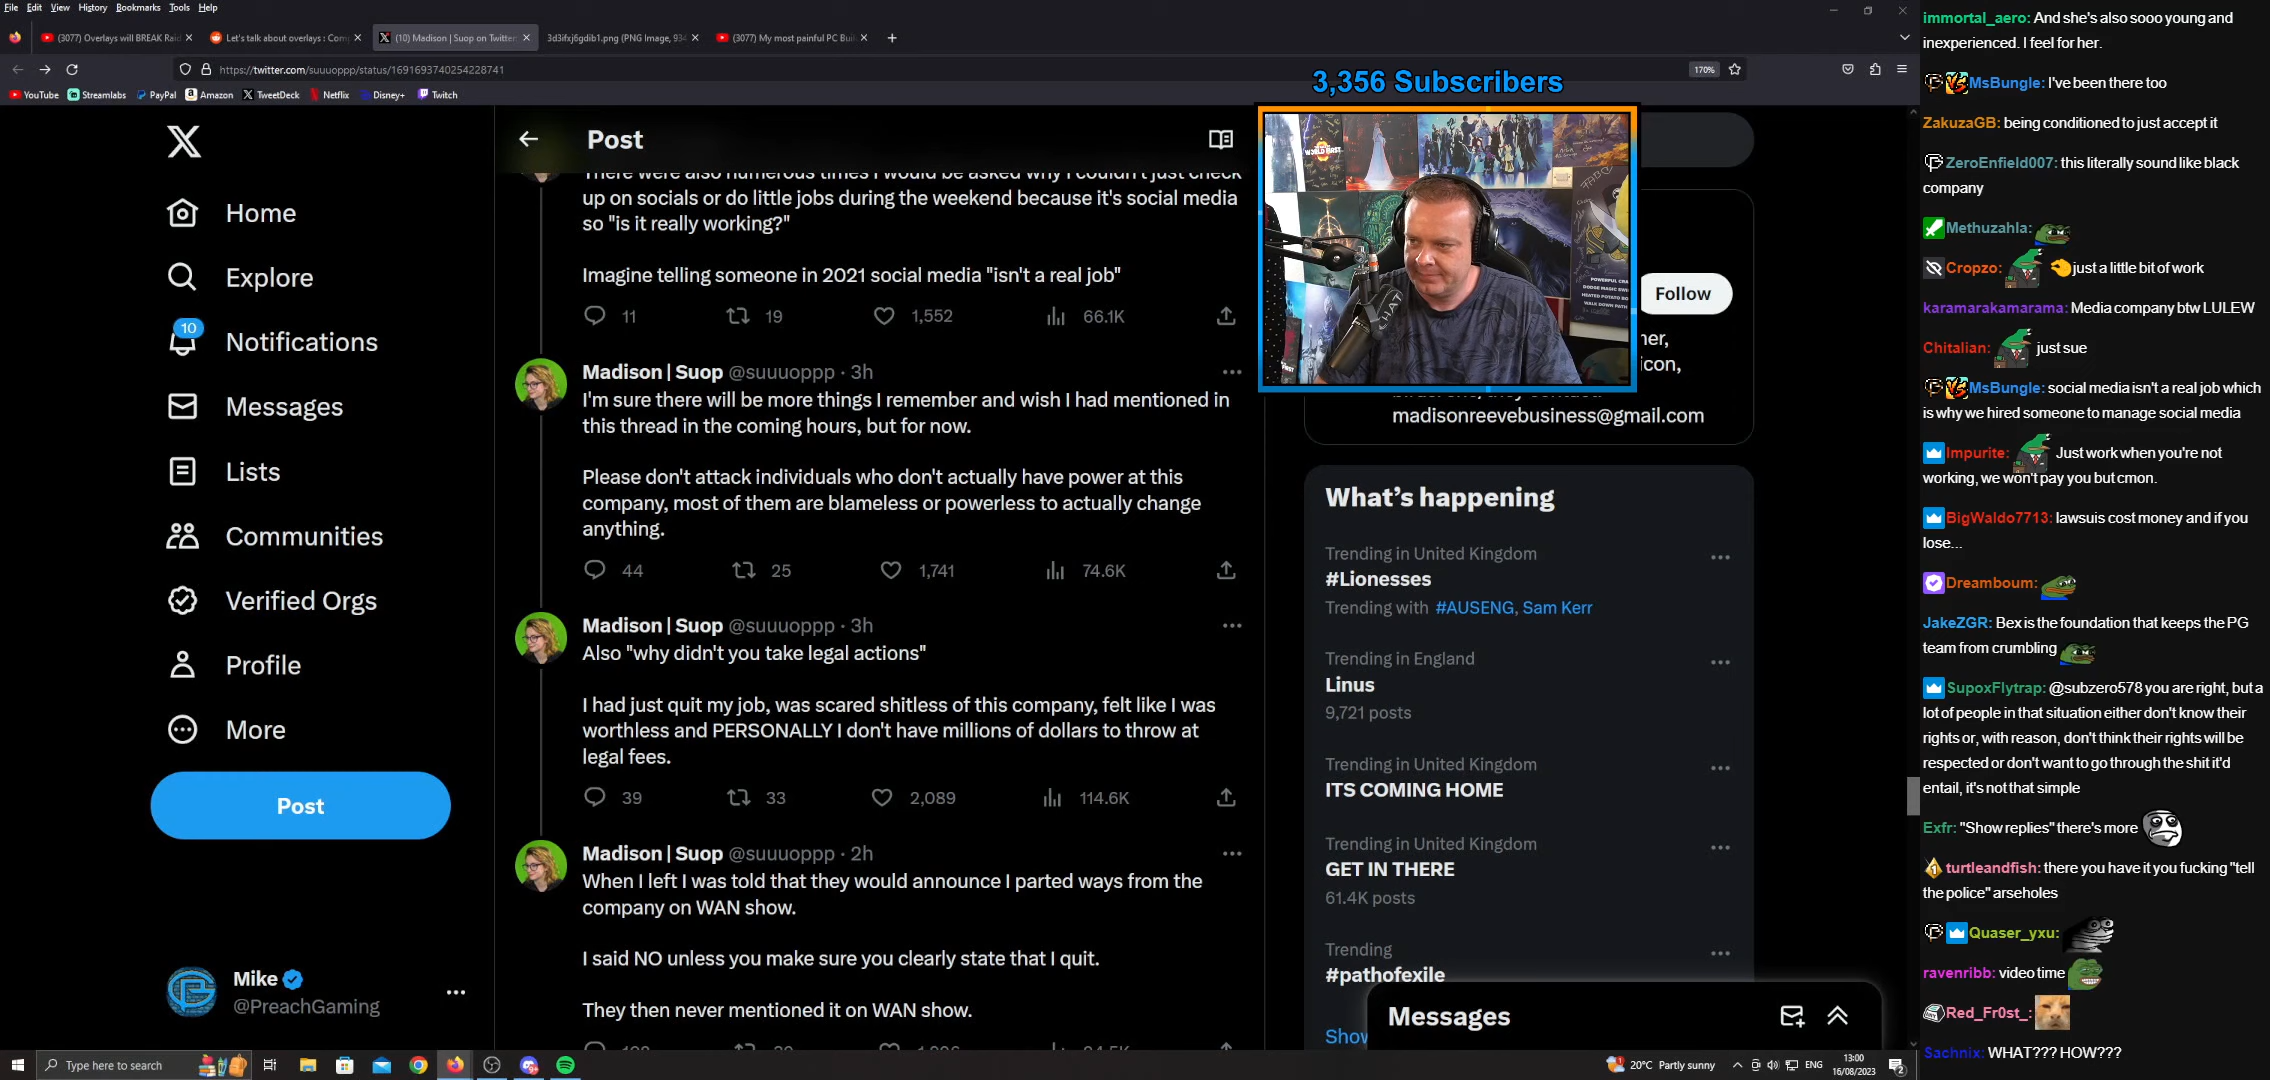 File Edit View History Bookmarks Tools Help
(3077) Overlays will BREAK Raid
Let's talk about overlays : Com
(10) Madison | Suop on Twitter
3d3ifxj6gdib1.png (PNG Image, 934
(3077) My most painful PC Buil
https://twitter.com/suuuoppp/status/1691693740254228741
170%
YouTube Streamlabs PayPal Amazon TweetDeck Netflix Disney+ Twitch
3,356 Subscribers
Home
Explore
10
Notifications
Messages
Lists
Communities
Verified Orgs
Profile
More
Post
Mike
@PreachGaming
Post
There were also numerous times I would be asked why I couldn't just check
up on socials or do little jobs during the weekend because it's social media
so "is it really working?"
Imagine telling someone in 2021 social media "isn't a real job"
11 19 1,552 66.1K
Madison | Suop @suuuoppp · 3h
I'm sure there will be more things I remember and wish I had mentioned in
this thread in the coming hours, but for now.
Please don't attack individuals who don't actually have power at this
company, most of them are blameless or powerless to actually change
anything.
44 25 1,741 74.6K
Madison | Suop @suuuoppp · 3h
Also "why didn't you take legal actions"
I had just quit my job, was scared shitless of this company, felt like I was
worthless and PERSONALLY I don't have millions of dollars to throw at
legal fees.
39 33 2,089 114.6K
Madison | Suop @suuuoppp · 2h
When I left I was told that they would announce I parted ways from the
company on WAN show.
I said NO unless you make sure you clearly state that I quit.
They then never mentioned it on WAN show.
WORLD FIRST
CHAT
Follow
madisonreevebusiness@gmail.com
What's happening
Trending in United Kingdom
#Lionesses
Trending with #AUSENG, Sam Kerr
Trending in England
Linus
9,721 posts
Trending in United Kingdom
ITS COMING HOME
Trending in United Kingdom
GET IN THERE
61.4K posts
Trending
#pathofexile
Show
Messages
immortal_aero: And she's also sooo young and
inexperienced. I feel for her.
MsBungle: I've been there too
ZakuzaGB: being conditioned to just accept it
ZeroEnfield007: this literally sound like black
company
Methuzahla:
Cropzo: just a little bit of work
karamarakamarama: Media company btw LULEW
Chitalian: just sue
MsBungle: social media isn't a real job which
is why we hired someone to manage social media
Impurite: Just work when you're not
working, we won't pay you but cmon.
BigWaldo7713: lawsuis cost money and if you
lose...
Dreamboum:
JakeZGR: Bex is the foundation that keeps the PG
team from crumbling
SupoxFlytrap: @subzero578 you are right, but a
lot of people in that situation either don't know their
rights or, with reason, don't think their rights will be
respected or don't want to go through the shit it'd
entail, it's not that simple
Exfr: "Show replies" there's more
turtleandfish: there you have it you fucking "tell
the police" arseholes
Quaser_yxu:
ravenribb: video time
Red_Fr0st_:
Sachnix: WHAT??? HOW???
Type here to search
20°C Partly sunny
ENG
13:00
16/08/2023
2